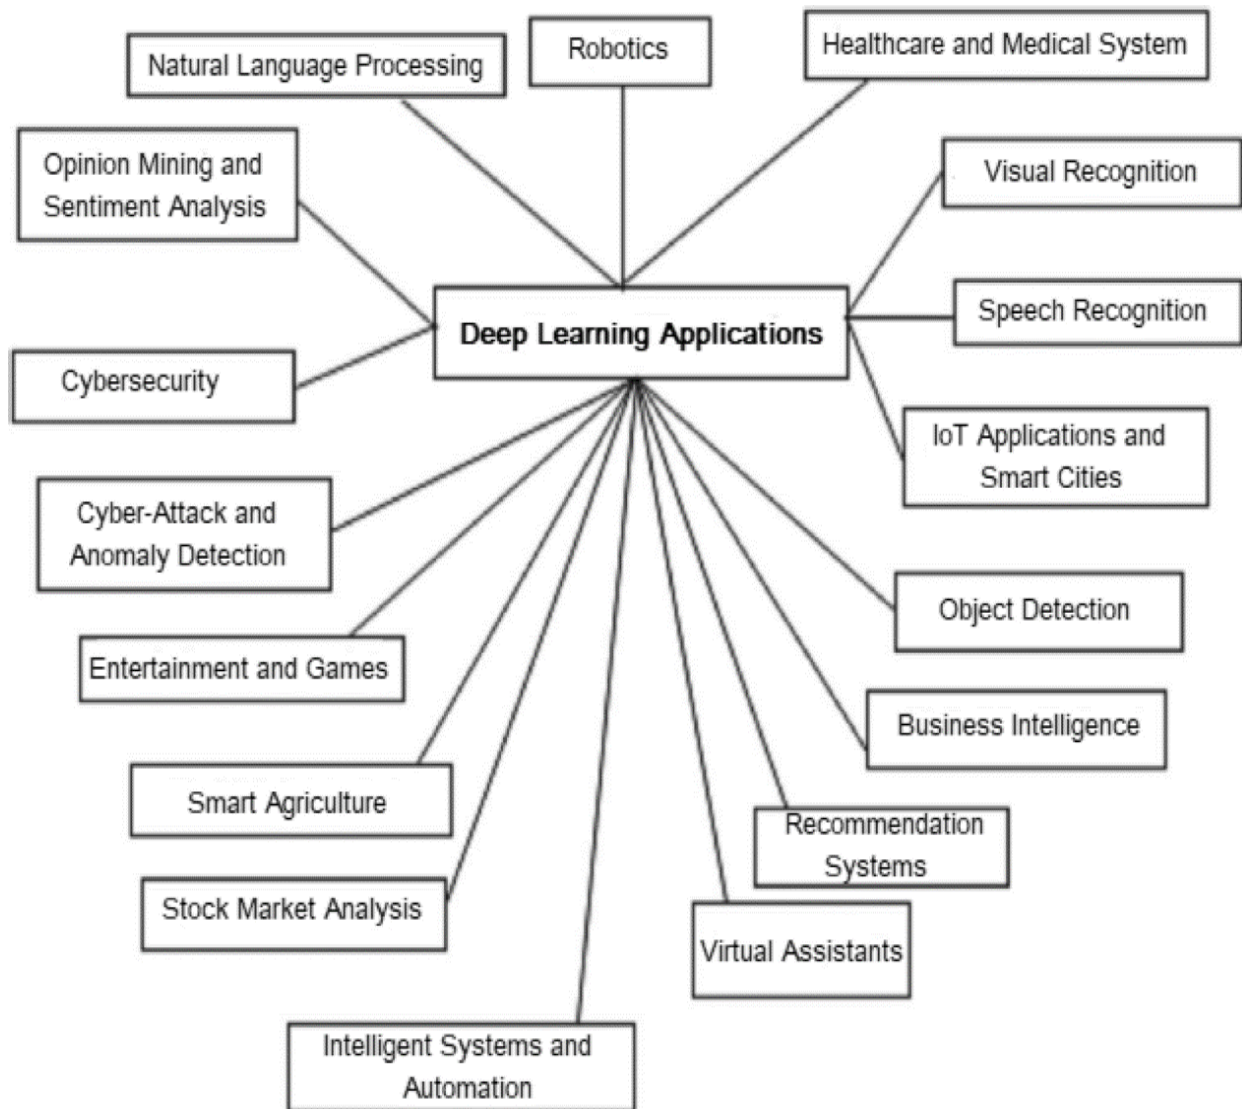 Robotics
Healthcare and Medical System
Natural Language Processing
Opinion Mining and
Sentiment Analysis
Visual Recognition
Speech Recognition
Deep Learning Applications
Cybersecurity
IoT Applications and
Smart Cities
Cyber-Attack and
Anomaly Detection
Object Detection
Entertainment and Games
Business Intelligence
Smart Agriculture
Recommendation
Systems
Stock Market Analysis
Virtual Assistants
Intelligent Systems and
Automation